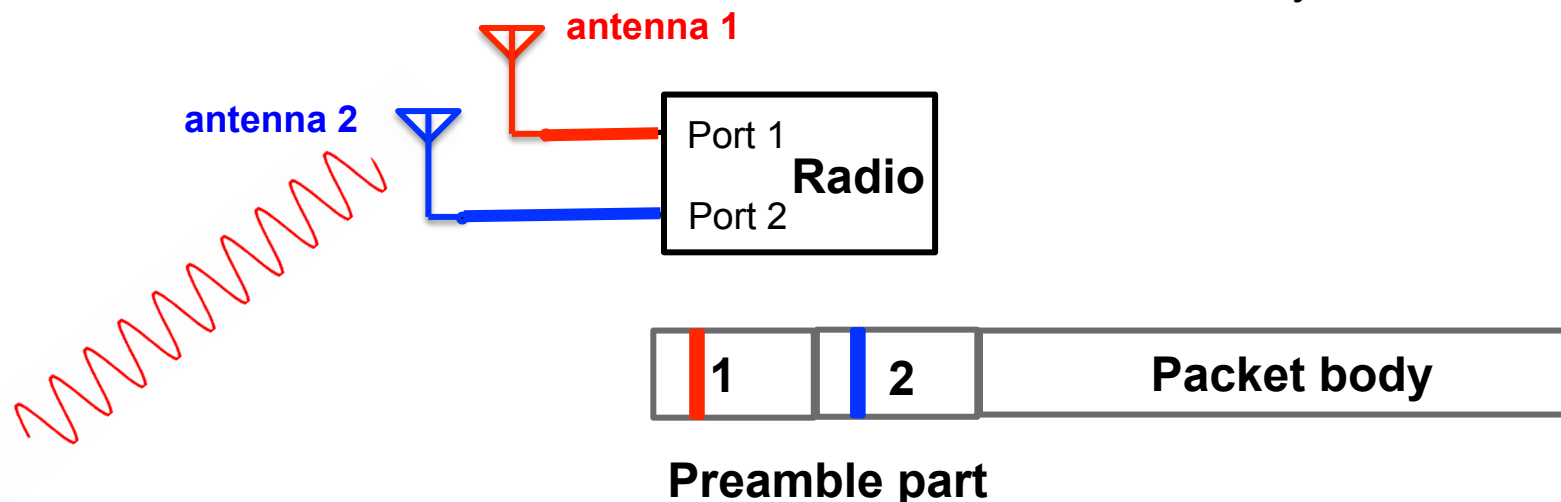 antenna 1
antenna 2
Port 1
Radio
Port 2
1
2
Packet body
Preamble part